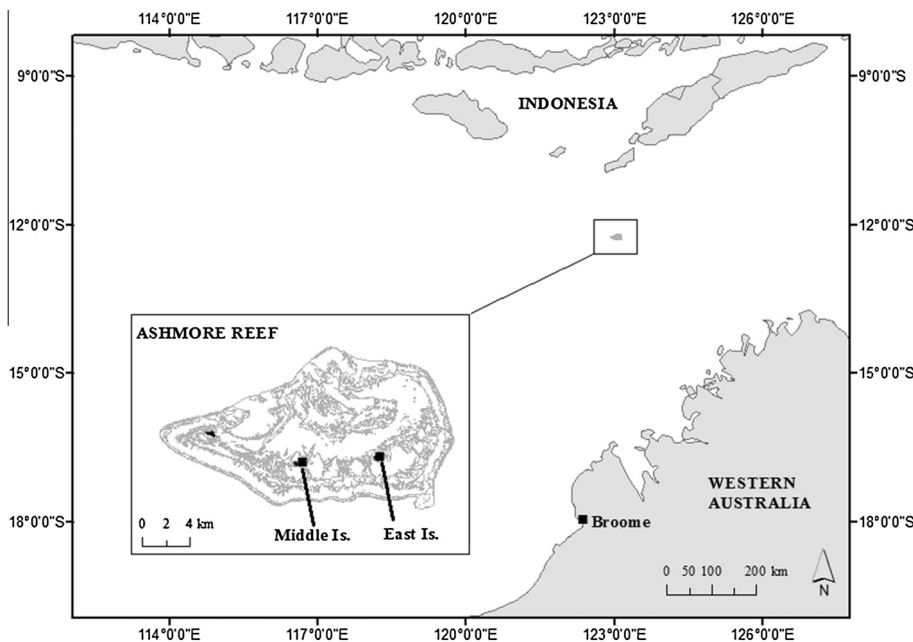 114°0'0"E 117°0'0"E 120°0'0"E 123°0'0"E 126°0'0"E
9°0'0"S 9°0'0"S
INDONESIA
12°0'0"S 12°0'0"S
ASHMORE REEF
15°0'0"S 15°0'0"S
WESTERN
AUSTRALIA
18°0'0"S 18°0'0"S
Broome
0 2 4 km
Middle Is. East Is.
0 50 100 200 km
N
114°0'0"E 117°0'0"E 120°0'0"E 123°0'0"E 126°0'0"E